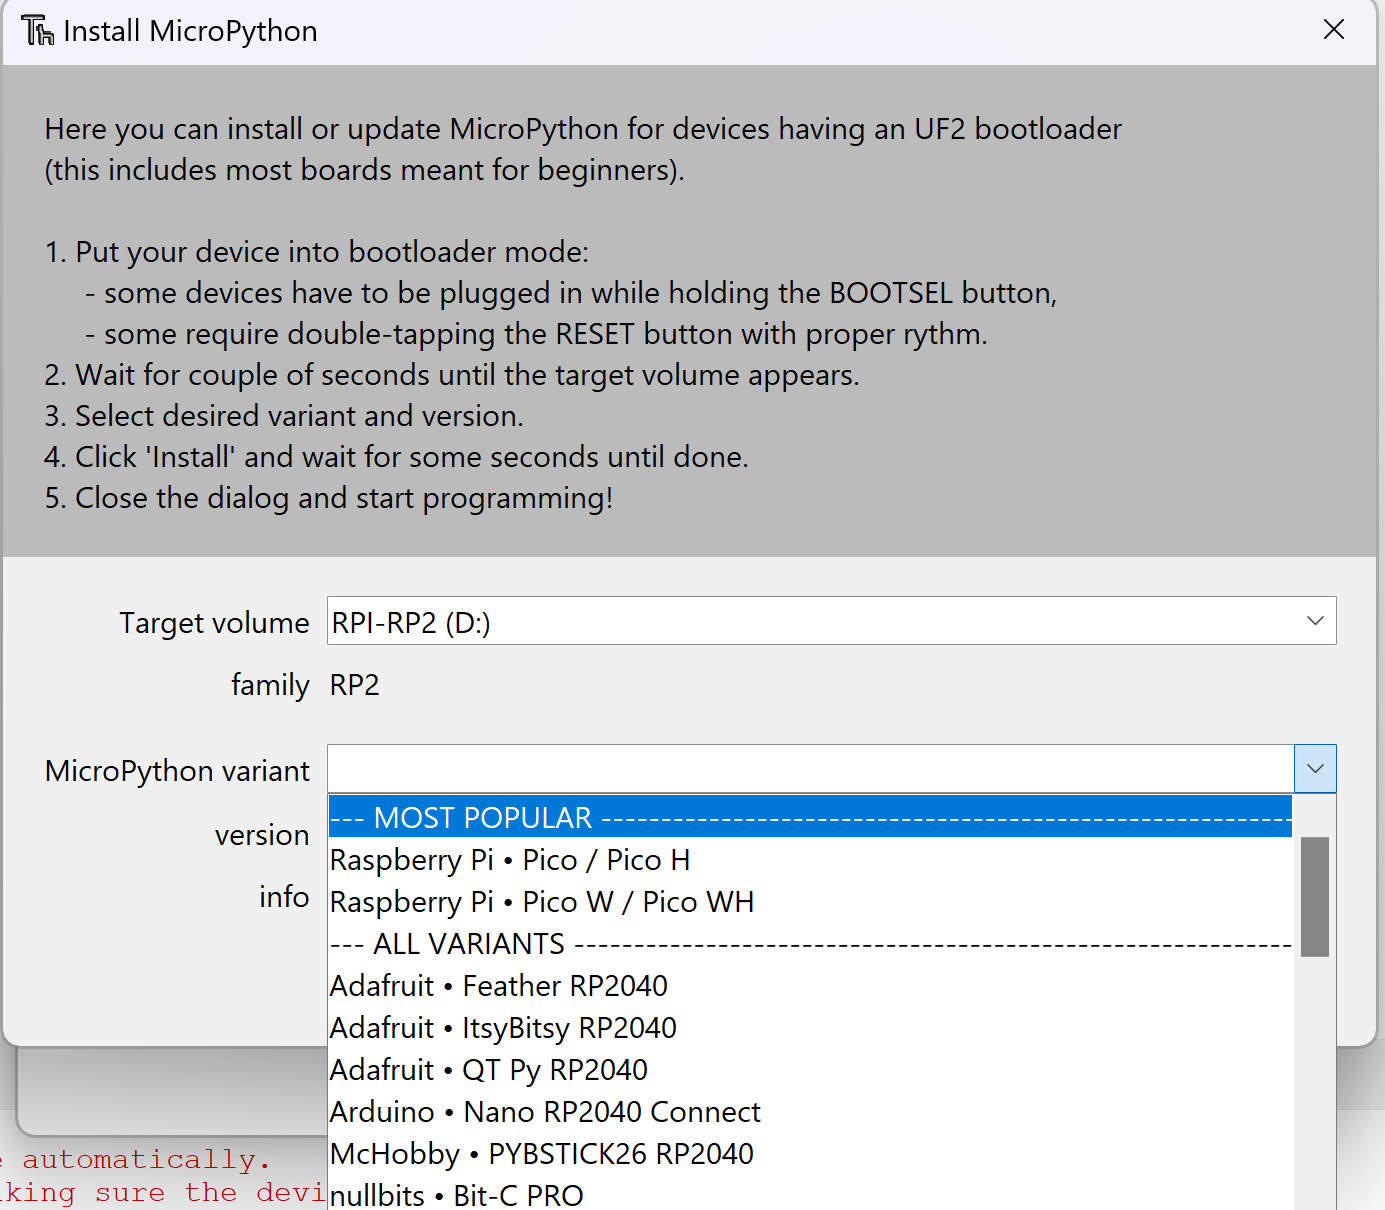 Install MicroPython
Here you can install or update MicroPython for devices having an UF2 bootloader
(this includes most boards meant for beginners).
1. Put your device into bootloader mode:
- some devices have to be plugged in while holding the BOOTSEL button,
- some require double-tapping the RESET button with proper rythm.
2. Wait for couple of seconds until the target volume appears.
3. Select desired variant and version.
4. Click 'Install' and wait for some seconds until done.
5. Close the dialog and start programming!
Target volume RPI-RP2 (D:)
family RP2
MicroPython variant
--- MOST POPULAR ----------------------------------------------------------
version
Raspberry Pi • Pico / Pico H
info
Raspberry Pi • Pico W / Pico WH
--- ALL VARIANTS ------------------------------------------------------------
Adafruit • Feather RP2040
Adafruit • ItsyBitsy RP2040
Adafruit • QT Py RP2040
Arduino • Nano RP2040 Connect
McHobby • PYBSTICK26 RP2040
nullbits • Bit-C PRO
automatically.
king sure the devi